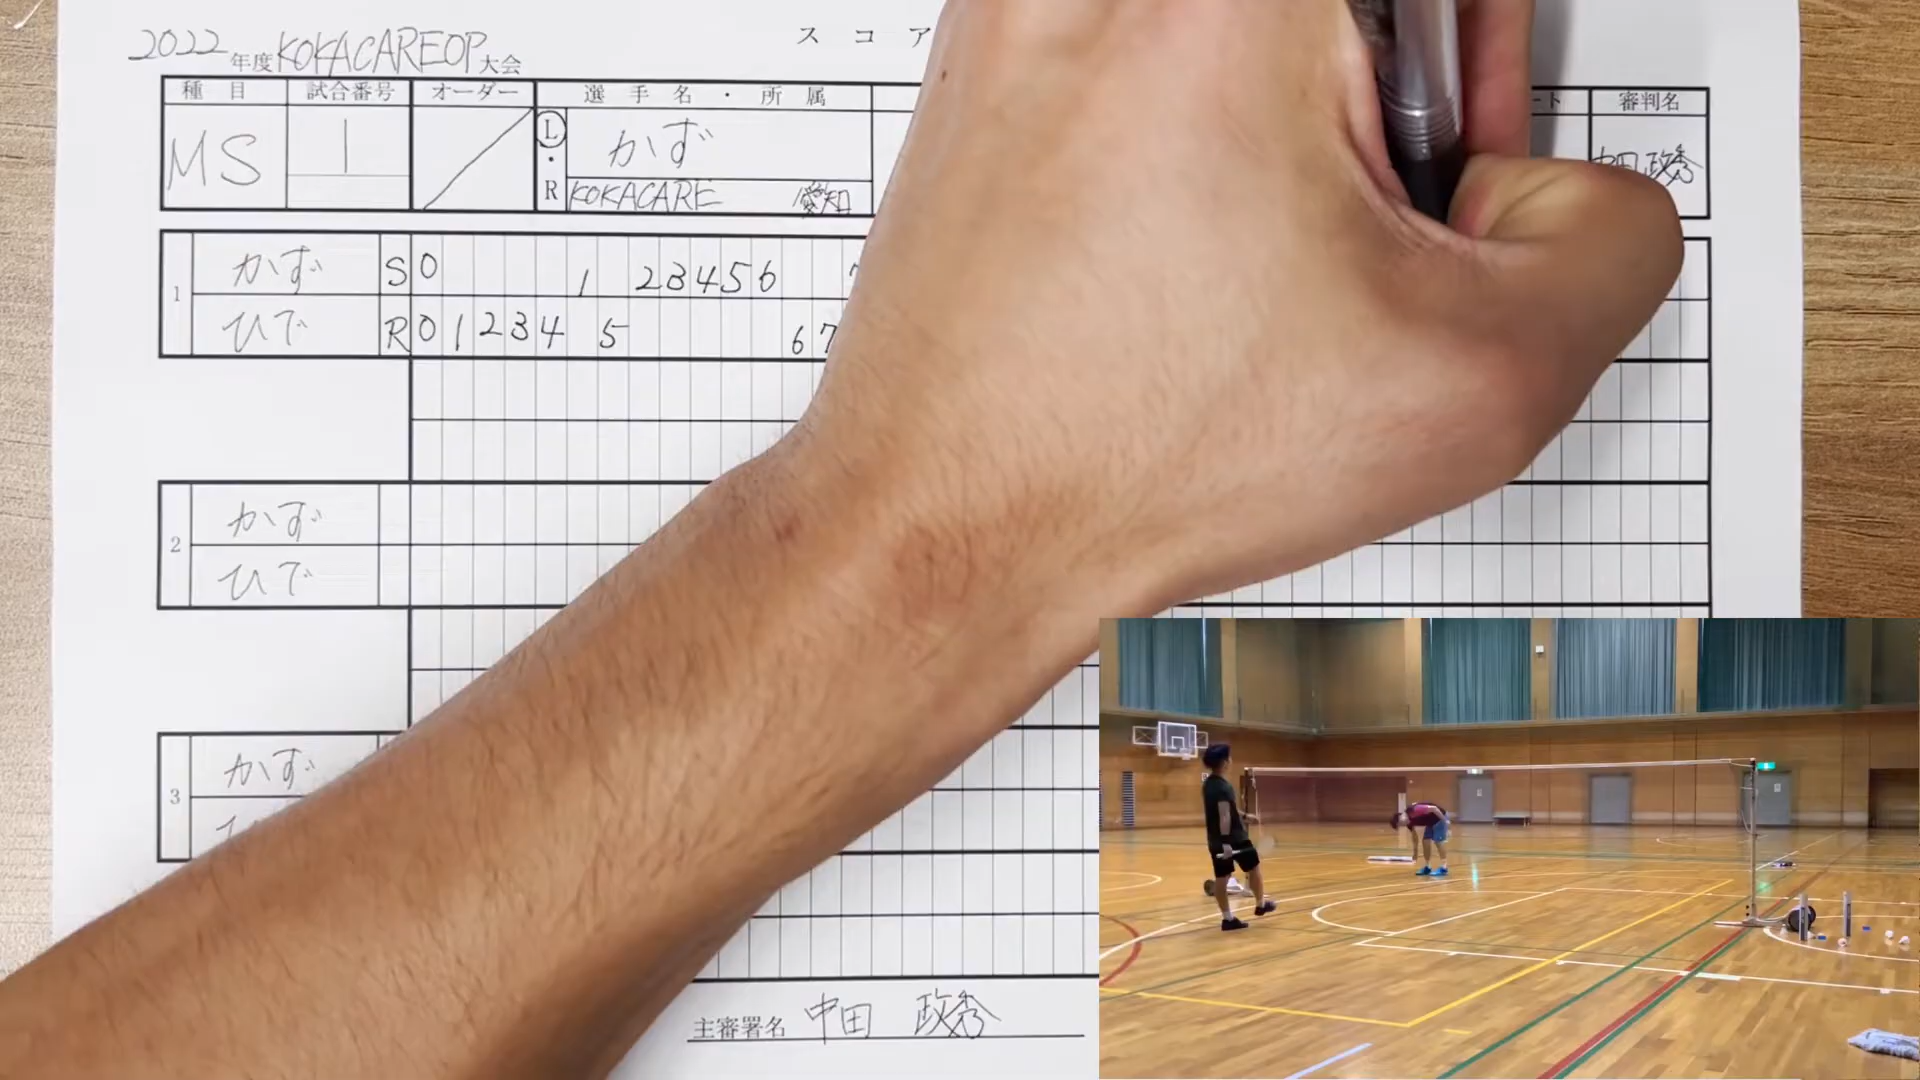 2022年度KOKACAREOP大会 スコア
種目 試合番号 オーダー 選手名・所属 ート 審判名
MS 1 L・R かず 中田政秀
KOKACARE 愛知
1 かず S 0 1 2 3 4 5 6
ひで R 0 1 2 3 4 5 6 7
2 かず
ひで
3 かず
主審署名 中田 政秀